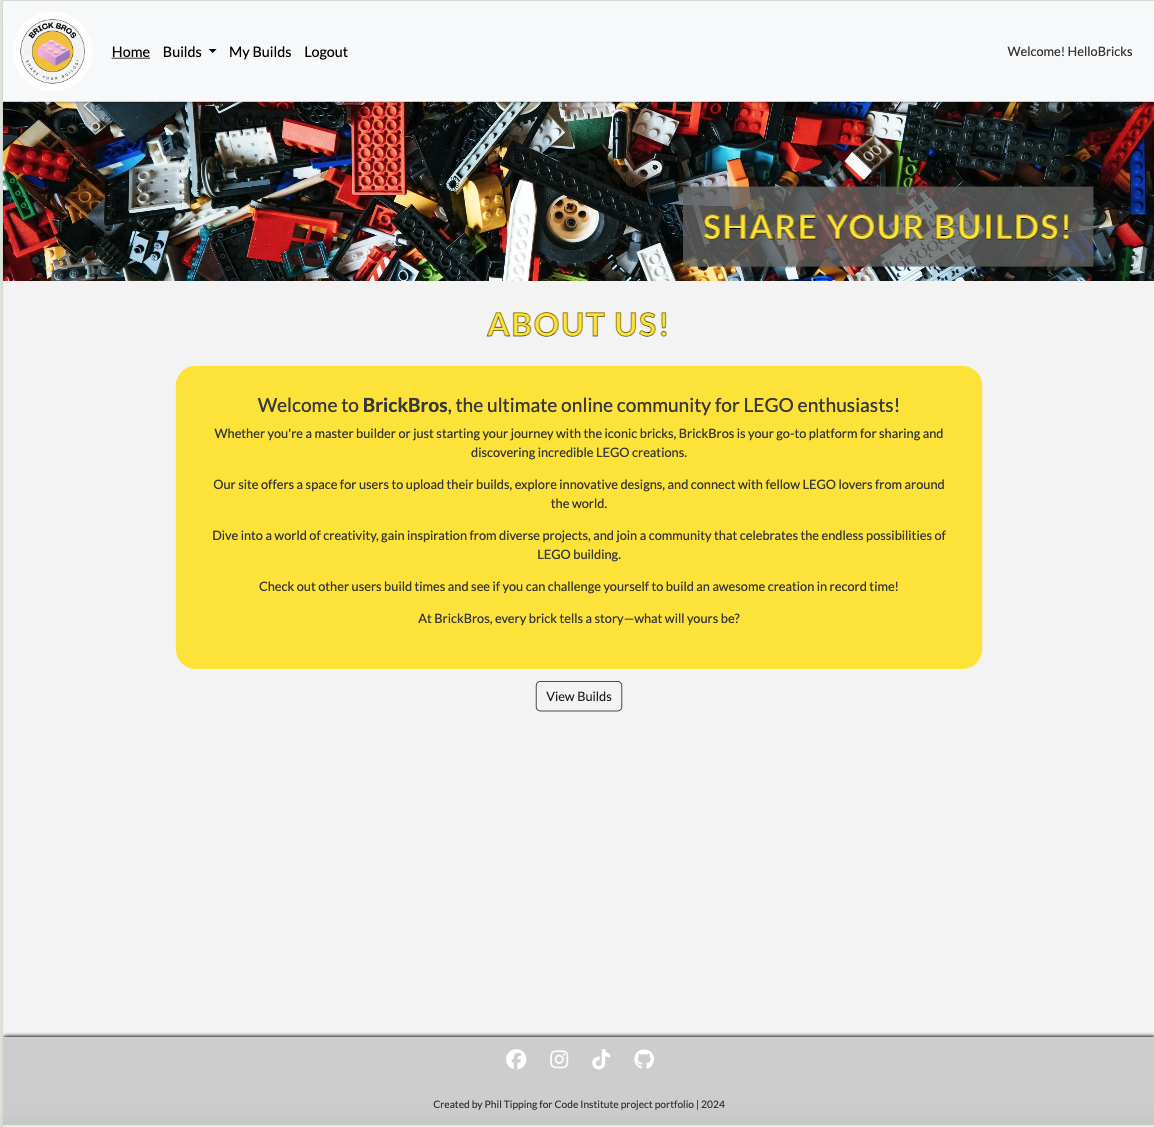 BRICK BROS
SHARE YOUR BUILDS!
Home Builds My Builds Logout
Welcome! HelloBricks
SHARE YOUR BUILDS!
ABOUT US!
Welcome to BrickBros, the ultimate online community for LEGO enthusiasts!
Whether you're a master builder or just starting your journey with the iconic bricks, BrickBros is your go-to platform for sharing and
discovering incredible LEGO creations.
Our site offers a space for users to upload their builds, explore innovative designs, and connect with fellow LEGO lovers from around
the world.
Dive into a world of creativity, gain inspiration from diverse projects, and join a community that celebrates the endless possibilities of
LEGO building.
Check out other users build times and see if you can challenge yourself to build an awesome creation in record time!
At BrickBros, every brick tells a story—what will yours be?
View Builds
Created by Phil Tipping for Code Institute project portfolio | 2024